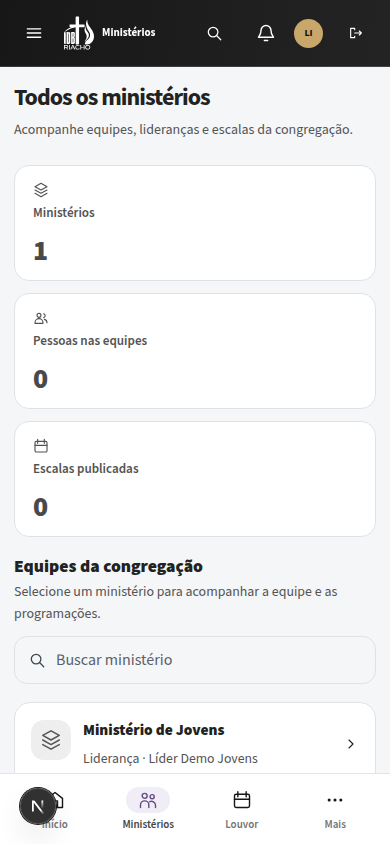 IDB
RIACHO
Ministérios
LI
Todos os ministérios
Acompanhe equipes, lideranças e escalas da congregação.
Ministérios
1
Pessoas nas equipes
0
Escalas publicadas
0
Equipes da congregação
Selecione um ministério para acompanhar a equipe e as
programações.
Buscar ministério
Ministério de Jovens
Liderança · Líder Demo Jovens
N
Início
Ministérios
Louvor
Mais